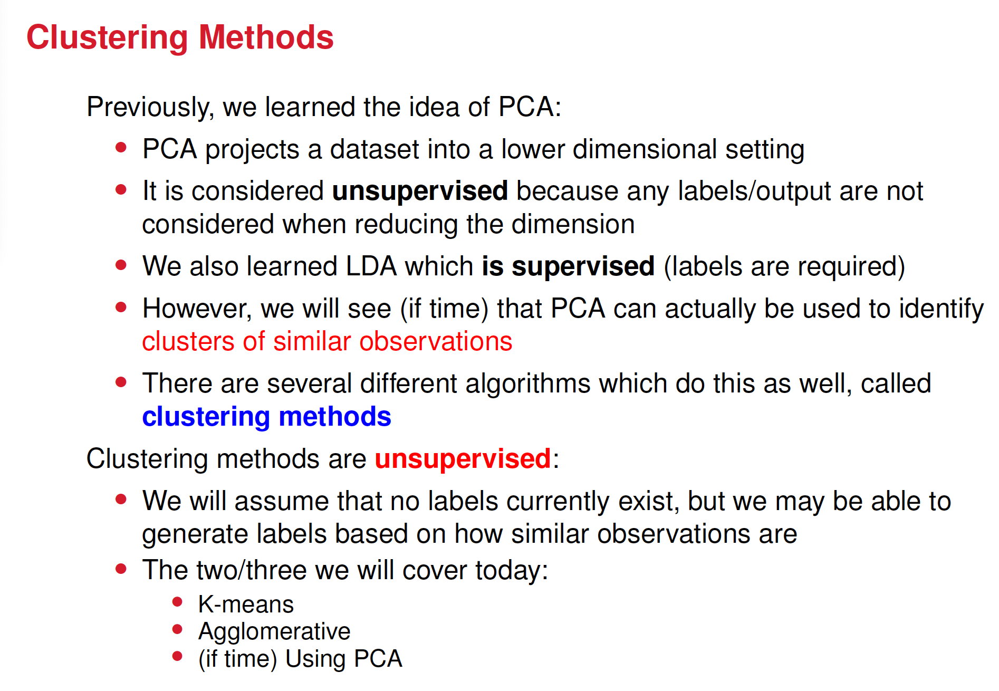 Clustering Methods
Previously, we learned the idea of PCA:
• PCA projects a dataset into a lower dimensional setting
• It is considered unsupervised because any labels/output are not
considered when reducing the dimension
• We also learned LDA which is supervised (labels are required)
• However, we will see (if time) that PCA can actually be used to identify
clusters of similar observations
• There are several different algorithms which do this as well, called
clustering methods
Clustering methods are unsupervised:
• We will assume that no labels currently exist, but we may be able to
generate labels based on how similar observations are
• The two/three we will cover today:
• K-means
• Agglomerative
• (if time) Using PCA